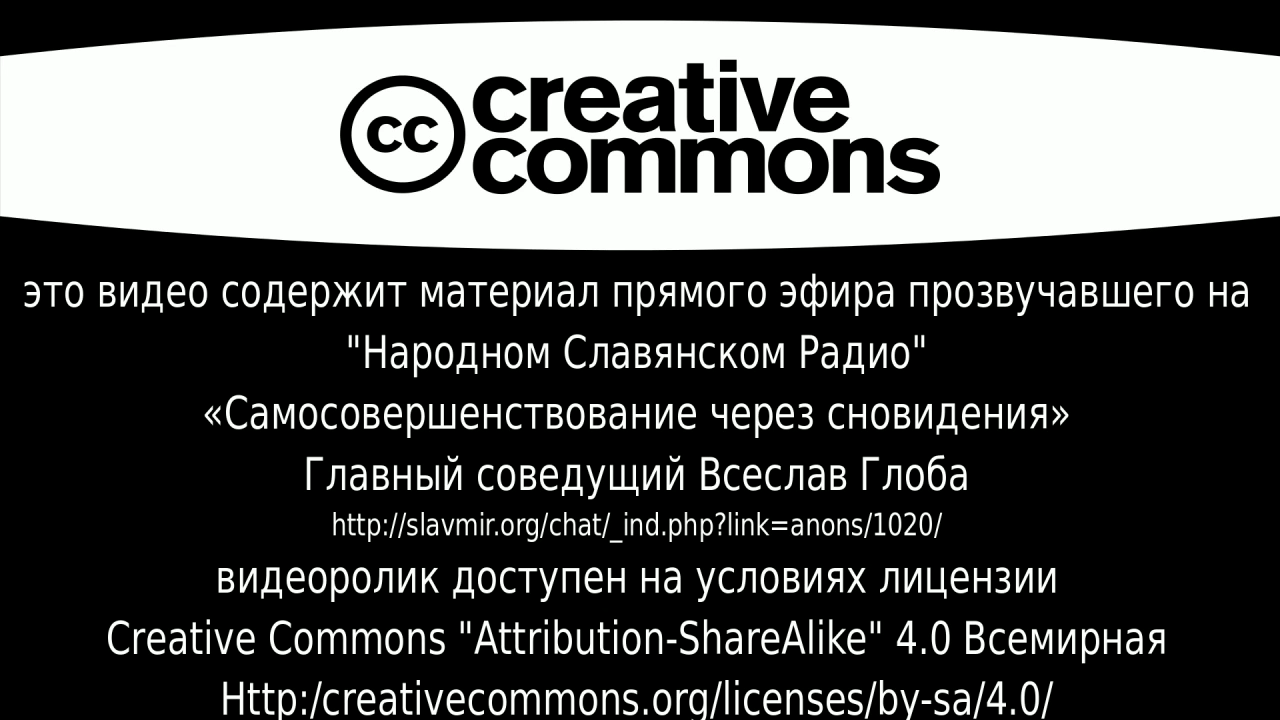 cc creative
commons
это видео содержит материал прямого эфира прозвучавшего на
"Народном Славянском Радио"
«Самосовершенствование через сновидения»
Главный соведущий Всеслав Глоба
http://slavmir.org/chat/_ind.php?link=anons/1020/
видеоролик доступен на условиях лицензии
Creative Commons "Attribution-ShareAlike" 4.0 Всемирная
Http:/creativecommons.org/licenses/by-sa/4.0/